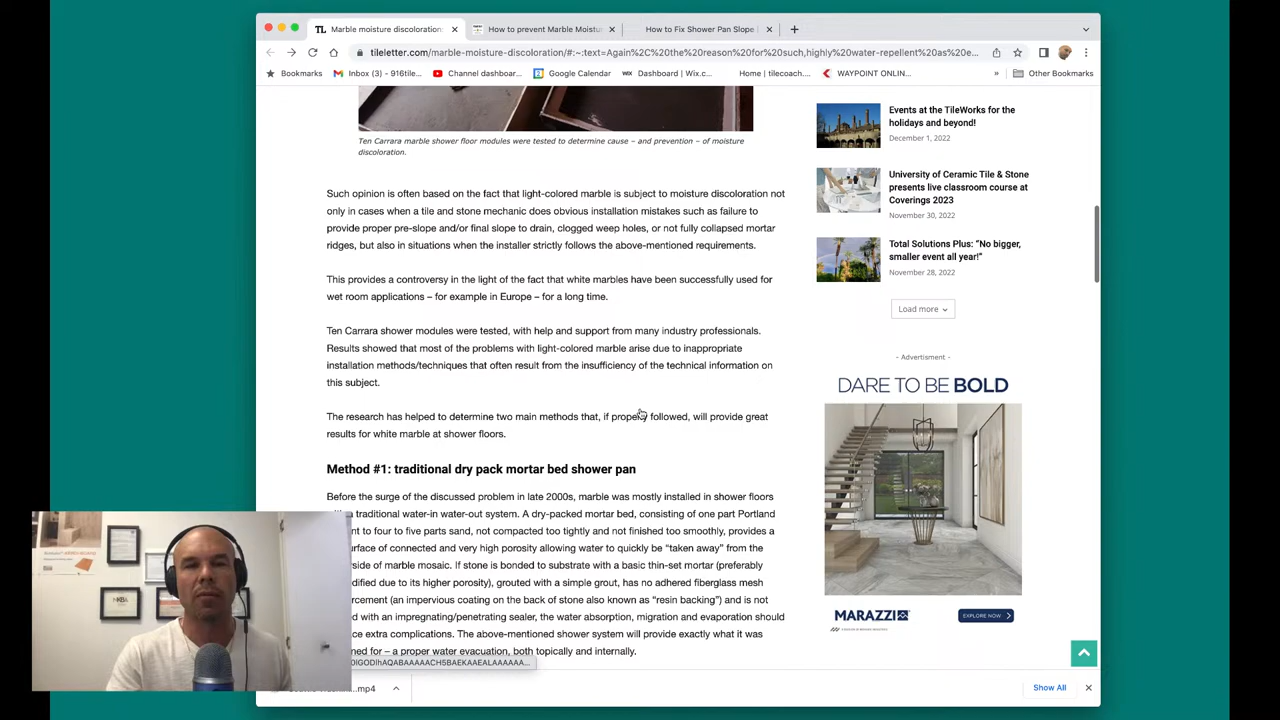 Marble moisture discoloration
How to prevent Marble Moistu
How to Fix Shower Pan Slope
tileletter.com/marble-moisture-discoloration/#:~:text=Again%2C%20the%20reason%20for%20such,highly%20water-repellent%20as%20e...
Bookmarks
Inbox (3) - 916tile...
Channel dashboar...
Google Calendar
WIX
Dashboard | Wix.c...
Home | tilecoach....
WAYPOINT ONLIN...
»
Other Bookmarks
Ten Carrara marble shower floor modules were tested to determine cause – and prevention – of moisture
discoloration.
Such opinion is often based on the fact that light-colored marble is subject to moisture discoloration not
only in cases when a tile and stone mechanic does obvious installation mistakes such as failure to
provide proper pre-slope and/or final slope to drain, clogged weep holes, or not fully collapsed mortar
ridges, but also in situations when the installer strictly follows the above-mentioned requirements.
This provides a controversy in the light of the fact that white marbles have been successfully used for
wet room applications – for example in Europe – for a long time.
Ten Carrara shower modules were tested, with help and support from many industry professionals.
Results showed that most of the problems with light-colored marble arise due to inappropriate
installation methods/techniques that often result from the insufficiency of the technical information on
this subject.
The research has helped to determine two main methods that, if properly followed, will provide great
results for white marble at shower floors.
Method #1: traditional dry pack mortar bed shower pan
Before the surge of the discussed problem in late 2000s, marble was mostly installed in shower floors
traditional water-in water-out system. A dry-packed mortar bed, consisting of one part Portland
nt to four to five parts sand, not compacted too tightly and not finished too smoothly, provides a
urface of connected and very high porosity allowing water to quickly be “taken away” from the
side of marble mosaic. If stone is bonded to substrate with a basic thin-set mortar (preferably
dified due to its higher porosity), grouted with a simple grout, has no adhered fiberglass mesh
rcement (an impervious coating on the back of stone also known as “resin backing”) and is not
d with an impregnating/penetrating sealer, the water absorption, migration and evaporation should
ce extra complications. The above-mentioned shower system will provide exactly what it was
ned for – a proper water evacuation, both topically and internally.
Events at the TileWorks for the
holidays and beyond!
December 1, 2022
University of Ceramic Tile & Stone
presents live classroom course at
Coverings 2023
November 30, 2022
Total Solutions Plus: “No bigger,
smaller event all year!”
November 28, 2022
Load more
- Advertisment -
DARE TO BE BOLD
MARAZZI
EXPLORE NOW
NKBA
...mp4
Show All